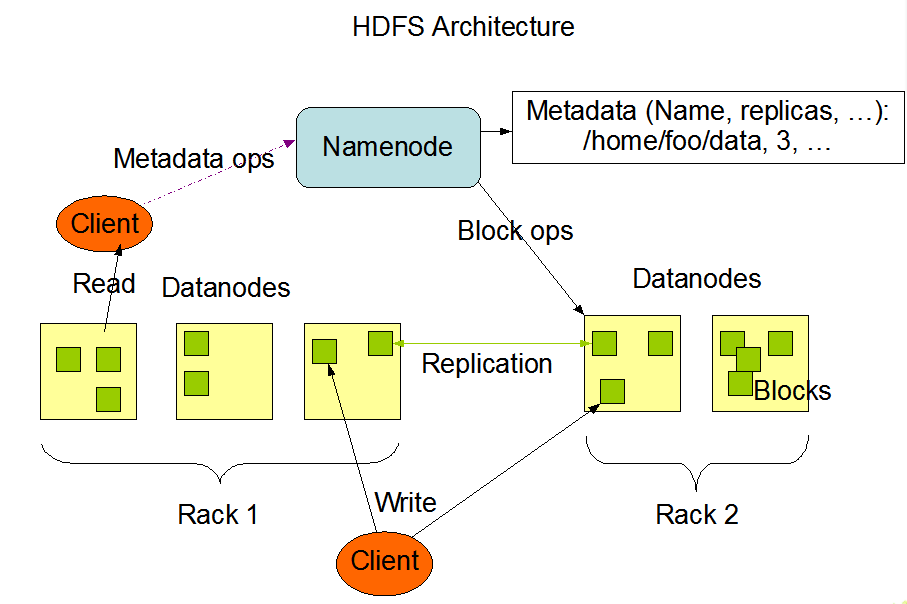 HDFS Architecture
Metadata (Name, replicas, …):
/home/foo/data, 3, …
Namenode
Metadata ops
Client
Block ops
Read
Datanodes
Datanodes
Replication
Blocks
Write
Rack 1
Rack 2
Client